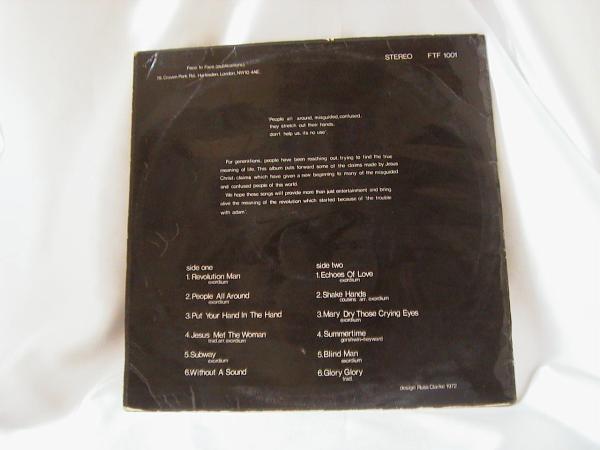 Face to Face (publications)
STEREO FTF 1001
79, Craven Park Rd., Harlesden, London, NW10 4AE.
'People all around, misguided, confused,
they stretch out their hands,
don't help us, its no use'.
For generations, people have been reaching out, trying to find the true
meaning of life. This album puts forward some of the claims made by Jesus
Christ, claims which have given a new beginning to many of the misguided
and confused people of this world.
We hope these songs will provide more than just entertainment and bring
alive the meaning of the revolution which started because of 'the trouble
with adam'.
side one
1. Revolution Man
exordium
2. People All Around
exordium
3. Put Your Hand In The Hand
4. Jesus Met The Woman
trad. arr. exordium
5. Subway
exordium
6. Without A Sound
side two
1. Echoes Of Love
exordium
2. Shake Hands
cousins arr. exordium
3. Mary Dry Those Crying Eyes
exordium
4. Summertime
gershwin-heyward
5. Blind Man
exordium
6. Glory Glory
trad.
design Russ Clarke 1972